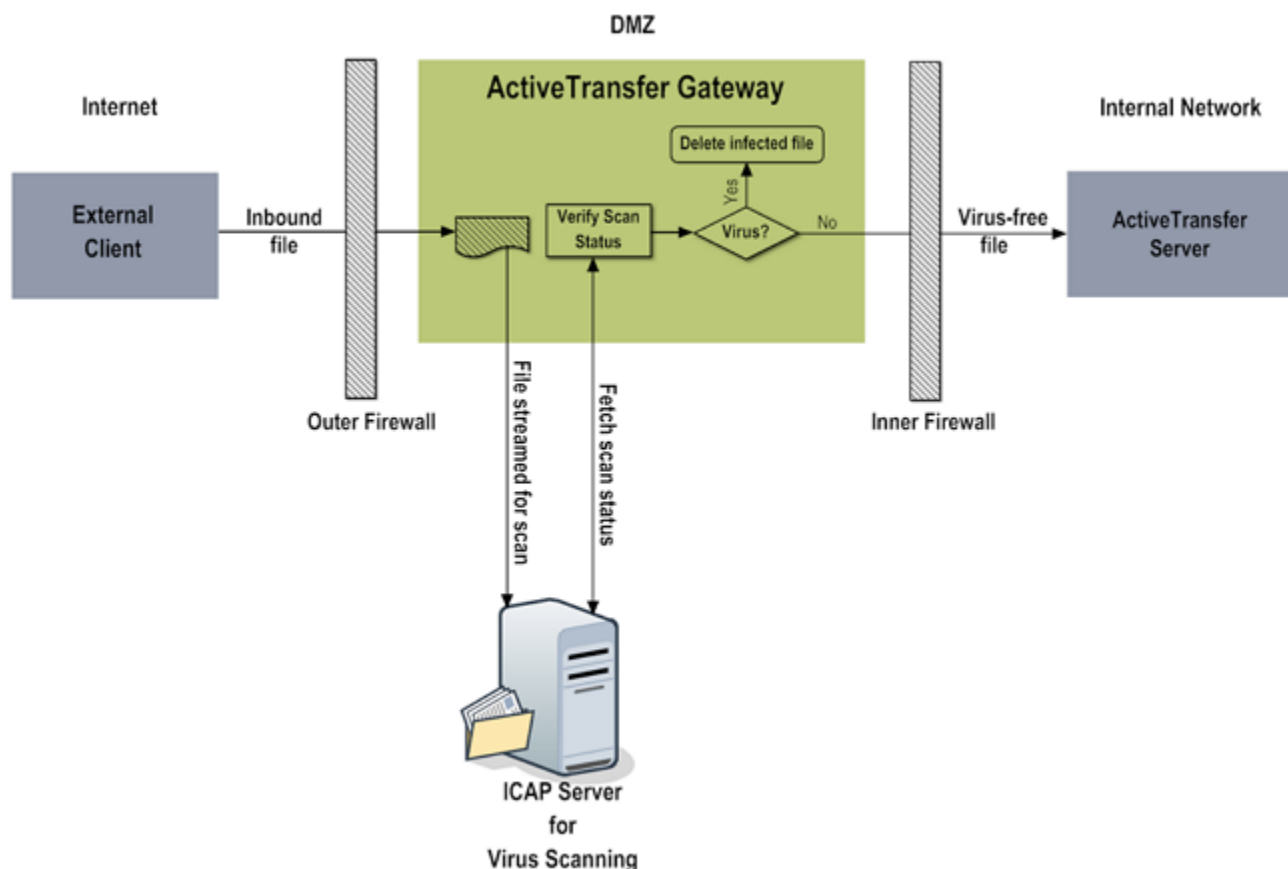 DMZ
Internet
ActiveTransfer Gateway
Internal Network
Delete infected file
Yes
External
Client
Inbound
file
Verify Scan
Status
Virus?
No
Virus-free
file
ActiveTransfer
Server
Outer Firewall
Inner Firewall
File streamed for scan
Fetch scan status
ICAP Server
for
Virus Scanning